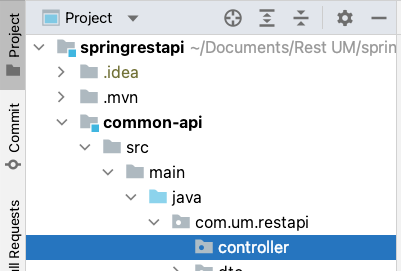 Project
Project
springrestapi ~/Documents/Rest UM/sprin
.idea
.mvn
common-api
src
main
java
com.um.restapi
controller
Commit
ll Requests